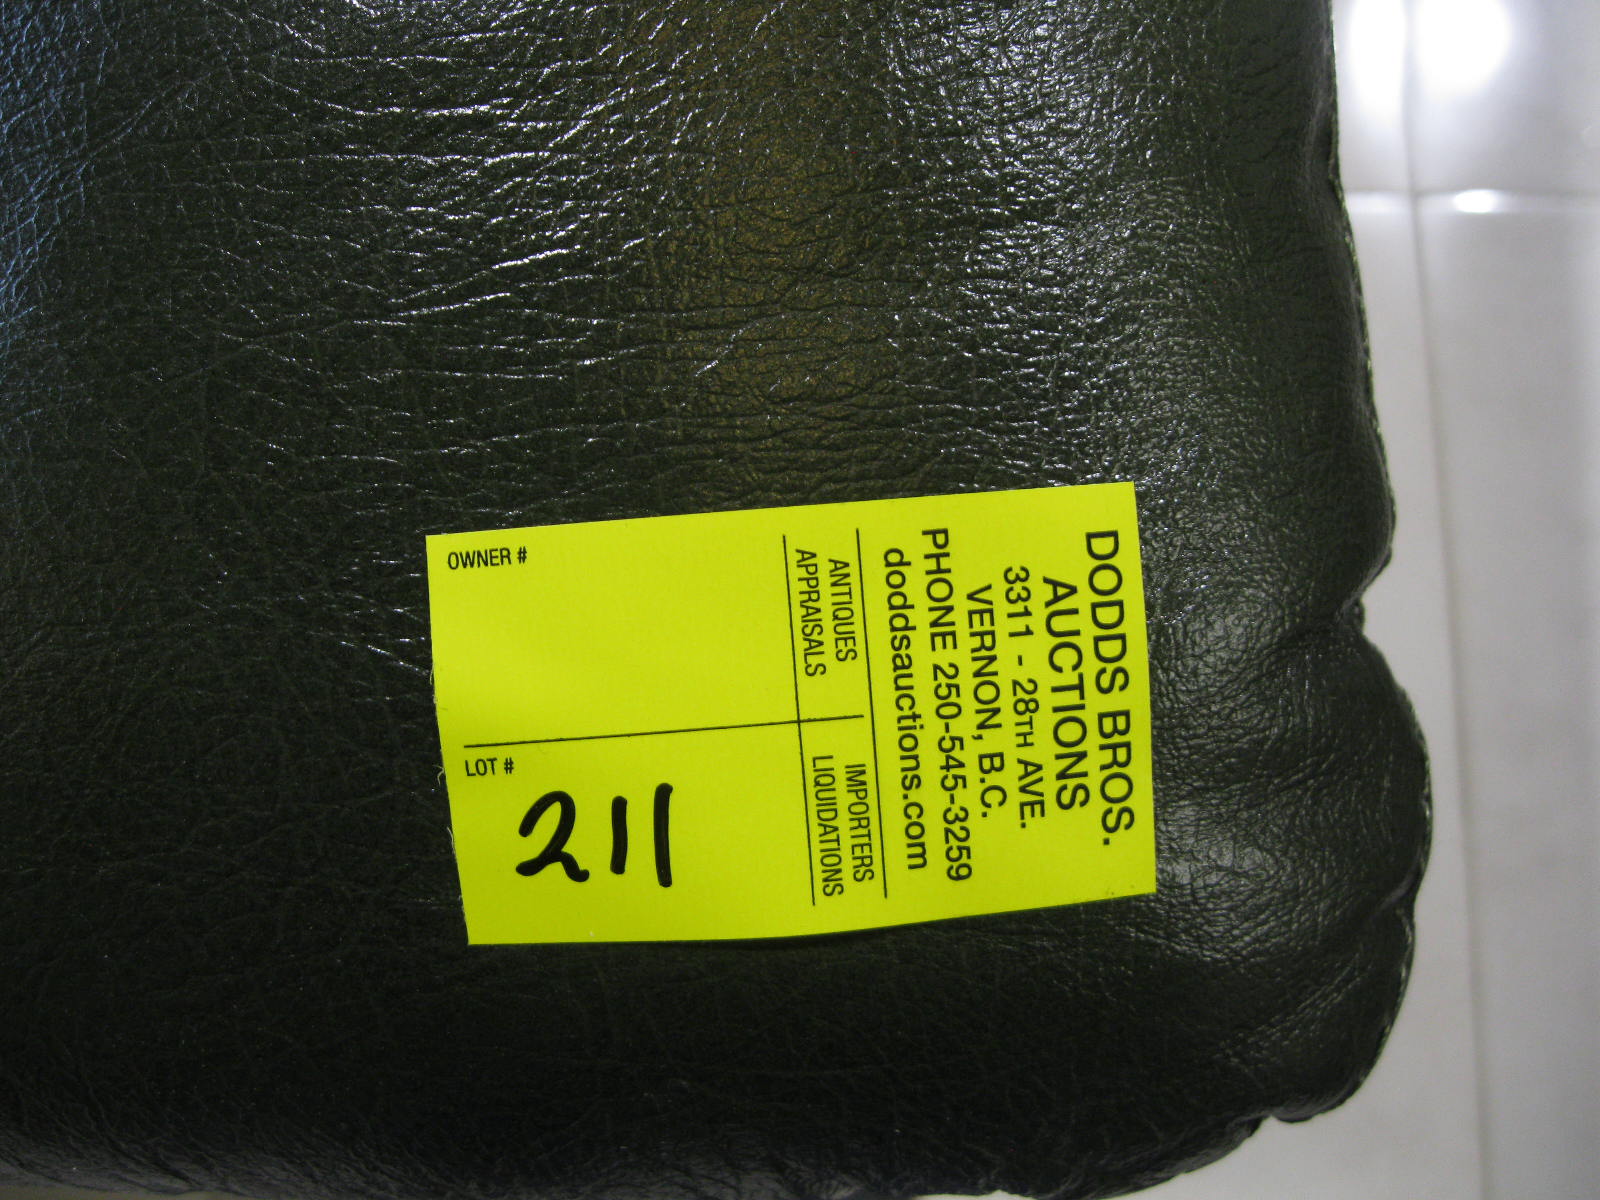 DODDS BROS.
AUCTIONS
3311 - 28TH AVE.
VERNON, B.C.
PHONE 250-545-3259
doddsauctions.com
ANTIQUES
APPRAISALS
IMPORTERS
LIQUIDATIONS
OWNER #
LOT #
211